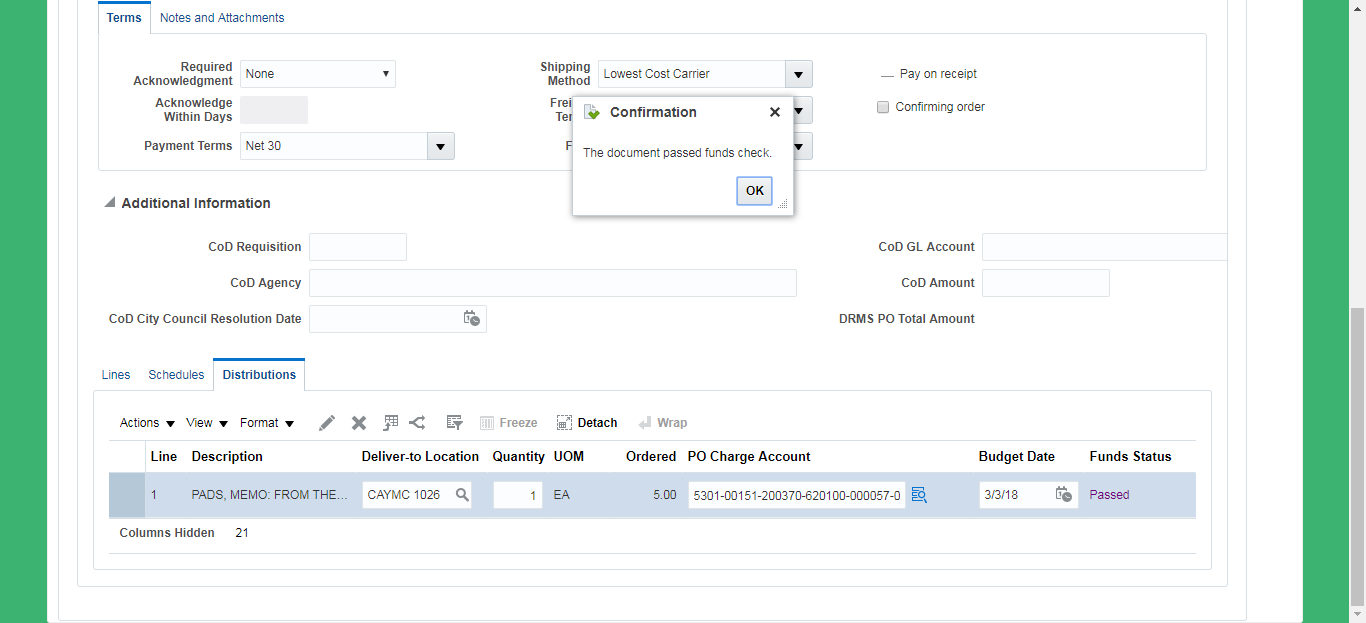 Terms Notes and Attachments
Required Acknowledgment None
Shipping Method Lowest Cost Carrier
Pay on receipt
Acknowledge Within Days
Confirming order
Payment Terms Net 30
Confirmation
The document passed funds check.
OK
Additional Information
CoD Requisition
CoD GL Account
CoD Agency
CoD Amount
CoD City Council Resolution Date
DRMS PO Total Amount
Lines Schedules Distributions
Actions View Format Freeze Detach Wrap
Line Description Deliver-to Location Quantity UOM Ordered PO Charge Account Budget Date Funds Status
1 PADS, MEMO: FROM THE... CAYMC 1026 1 EA 5.00 5301-00151-200370-620100-000057-0 3/3/18 Passed
Columns Hidden 21